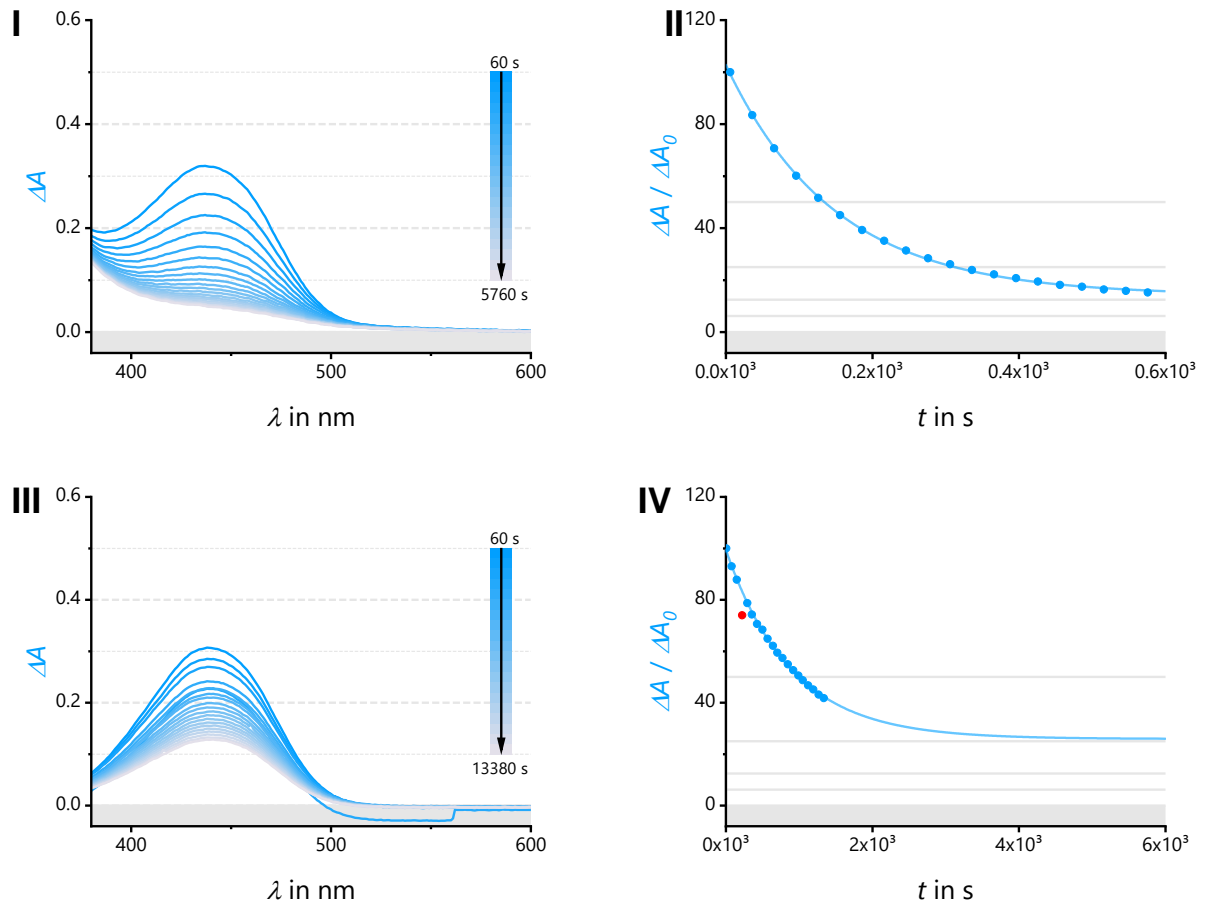 I
0.6
0.4
0.2
0.0
ΔA
60 s
5760 s
400
500
600
λ in nm
II
120
80
40
0
ΔA / ΔA₀
0.0x10³
0.2x10³
0.4x10³
0.6x10³
t in s
III
0.6
0.4
0.2
0.0
ΔA
60 s
13380 s
400
500
600
λ in nm
IV
120
80
40
0
ΔA / ΔA₀
0x10³
2x10³
4x10³
6x10³
t in s